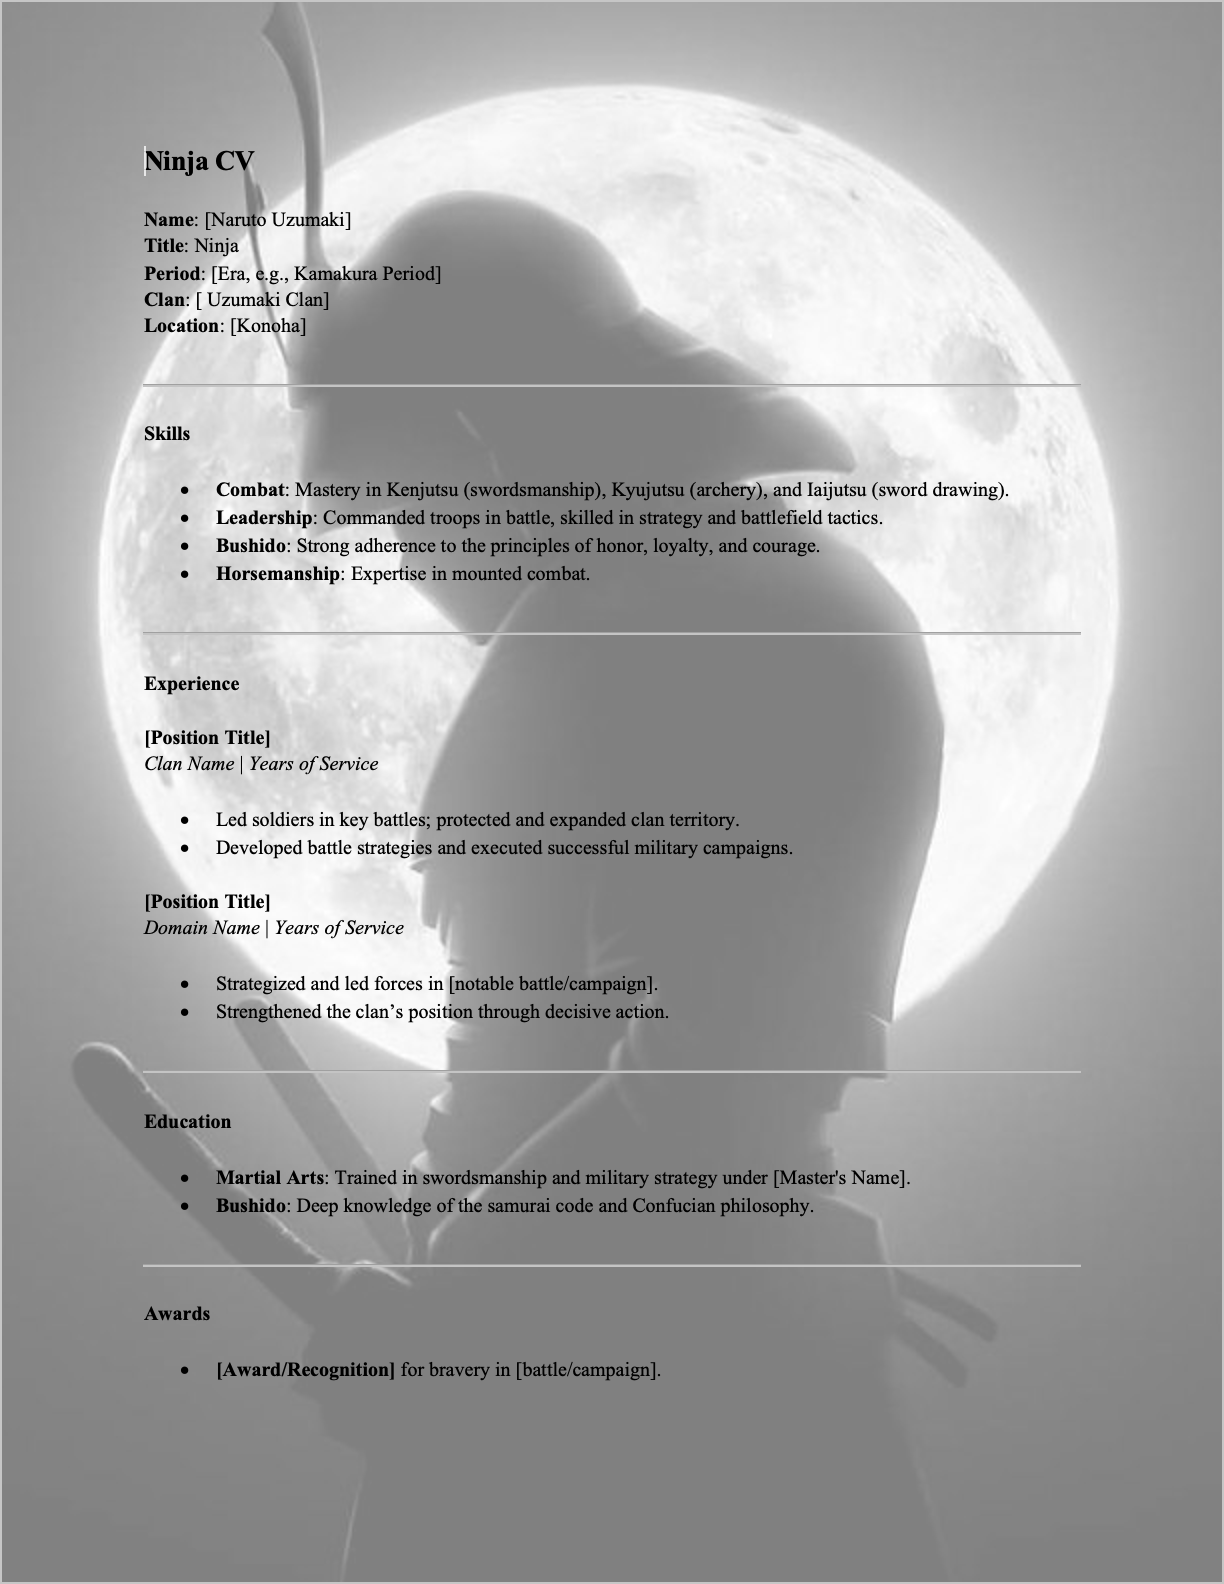 Ninja CV
Name: [Naruto Uzumaki]
Title: Ninja
Period: [Era, e.g., Kamakura Period]
Clan: [ Uzumaki Clan]
Location: [Konoha]
Skills
• Combat: Mastery in Kenjutsu (swordsmanship), Kyujutsu (archery), and Iaijutsu (sword drawing).
• Leadership: Commanded troops in battle, skilled in strategy and battlefield tactics.
• Bushido: Strong adherence to the principles of honor, loyalty, and courage.
• Horsemanship: Expertise in mounted combat.
Experience
[Position Title]
Clan Name | Years of Service
• Led soldiers in key battles; protected and expanded clan territory.
• Developed battle strategies and executed successful military campaigns.
[Position Title]
Domain Name | Years of Service
• Strategized and led forces in [notable battle/campaign].
• Strengthened the clan’s position through decisive action.
Education
• Martial Arts: Trained in swordsmanship and military strategy under [Master's Name].
• Bushido: Deep knowledge of the samurai code and Confucian philosophy.
Awards
• [Award/Recognition] for bravery in [battle/campaign].